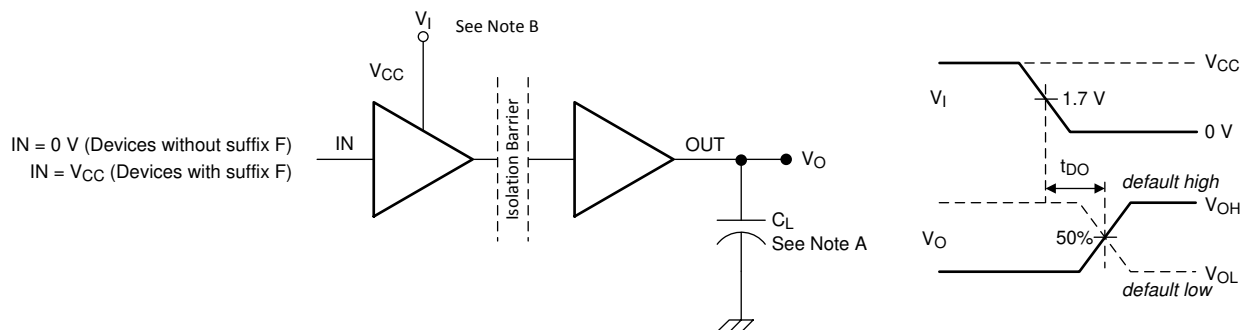 V_I
See Note B
V_CC
IN = 0 V (Devices without suffix F)
IN = V_CC (Devices with suffix F)
IN
Isolation Barrier
OUT
V_O
C_L
See Note A
V_CC
V_I
1.7 V
0 V
t_DO
default high
V_OH
V_O
50%
V_OL
default low